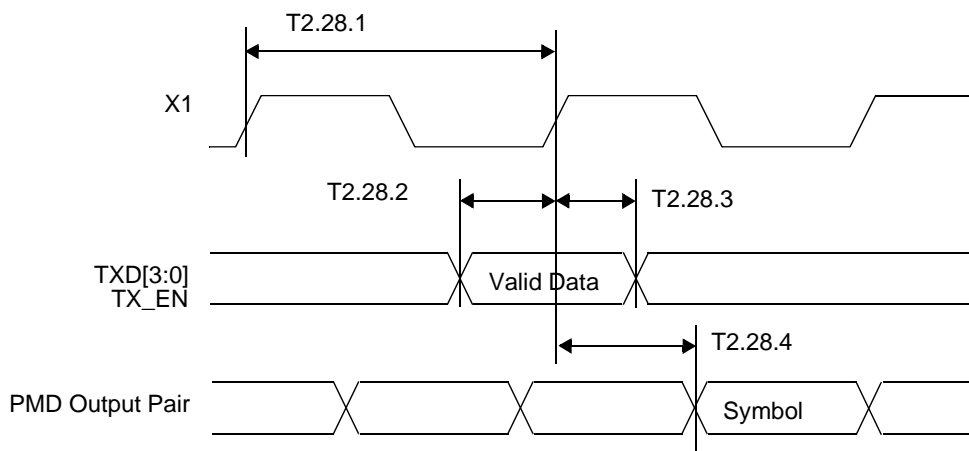 T2.28.1
X1
T2.28.2
T2.28.3
TXD[3:0]
TX_EN
Valid Data
T2.28.4
PMD Output Pair
Symbol